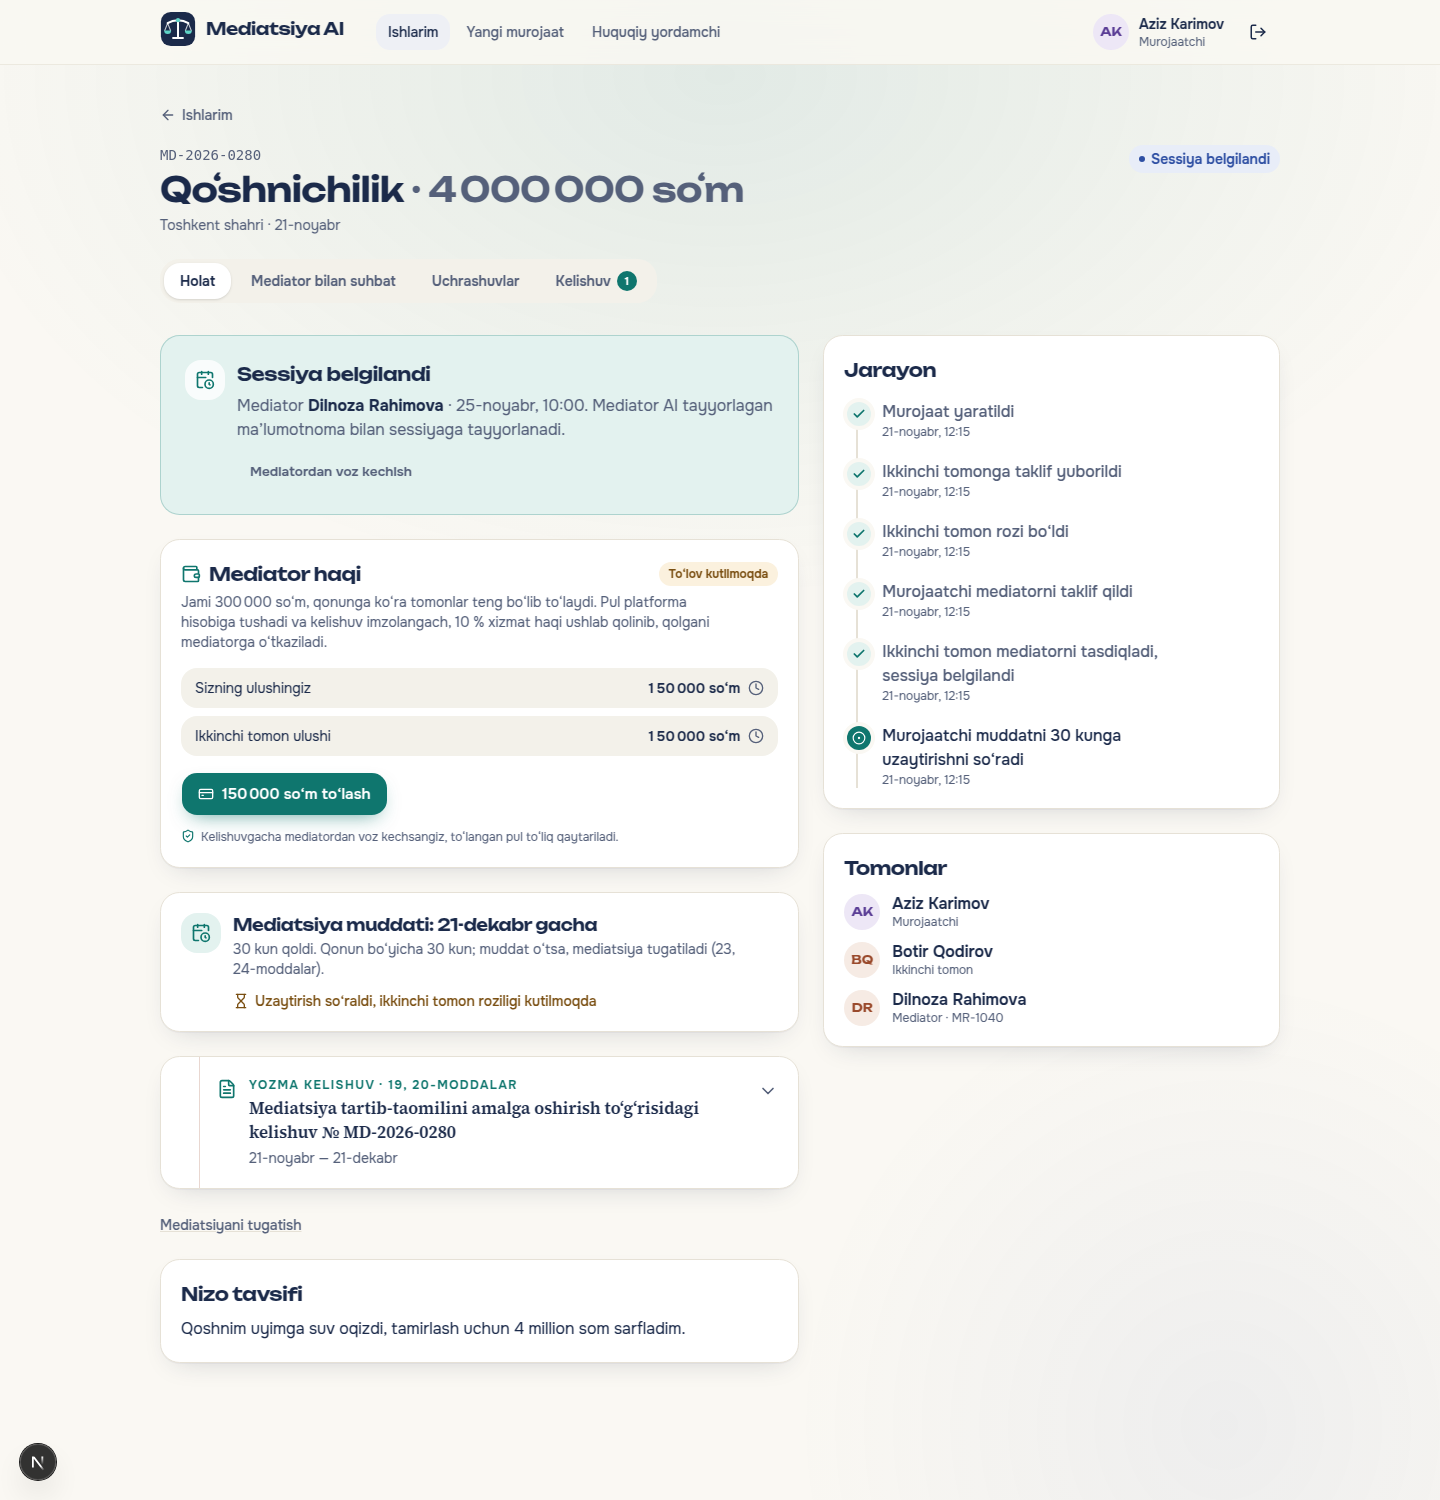 Mediatsiya AI
Ishlarim
Yangi murojaat
Huquqiy yordamchi
AK
Aziz Karimov
Murojaatchi
Ishlarim
MD-2026-0280
Qoʻshnichilik · 4 000 000 soʻm
Sessiya belgilandi
Toshkent shahri · 21-noyabr
Holat
Mediator bilan suhbat
Uchrashuvlar
Kelishuv 1
Sessiya belgilandi
Mediator Dilnoza Rahimova · 25-noyabr, 10:00. Mediator AI tayyorlagan
maʼlumotnoma bilan sessiyaga tayyorlanadi.
Mediatordan voz kechish
Mediator haqi
Toʻlov kutilmoqda
Jami 300 000 soʻm, qonunga koʻra tomonlar teng boʻlib toʻlaydi. Pul platforma
hisobiga tushadi va kelishuv imzolangach, 10 % xizmat haqi ushlab qolinib, qolgani
mediatorga oʻtkaziladi.
Sizning ulushingiz
150 000 soʻm
Ikkinchi tomon ulushi
150 000 soʻm
150 000 soʻm toʻlash
Kelishuvgacha mediatordan voz kechsangiz, toʻlangan pul toʻliq qaytariladi.
Mediatsiya muddati: 21-dekabr gacha
30 kun qoldi. Qonun boʻyicha 30 kun; muddat oʻtsa, mediatsiya tugatiladi (23,
24-moddalar).
Uzaytirish soʻraldi, ikkinchi tomon roziligi kutilmoqda
YOZMA KELISHUV · 19, 20-MODDALAR
Mediatsiya tartib-taomilini amalga oshirish toʻgʻrisidagi
kelishuv № MD-2026-0280
21-noyabr — 21-dekabr
Mediatsiyani tugatish
Nizo tavsifi
Qoshnim uyimga suv oqizdi, tamirlash uchun 4 million som sarfladim.
Jarayon
Murojaat yaratildi
21-noyabr, 12:15
Ikkinchi tomonga taklif yuborildi
21-noyabr, 12:15
Ikkinchi tomon rozi boʻldi
21-noyabr, 12:15
Murojaatchi mediatorni taklif qildi
21-noyabr, 12:15
Ikkinchi tomon mediatorni tasdiqladi,
sessiya belgilandi
21-noyabr, 12:15
Murojaatchi muddatni 30 kunga
uzaytirishni soʻradi
21-noyabr, 12:15
Tomonlar
AK
Aziz Karimov
Murojaatchi
BQ
Botir Qodirov
Ikkinchi tomon
DR
Dilnoza Rahimova
Mediator · MR-1040
N